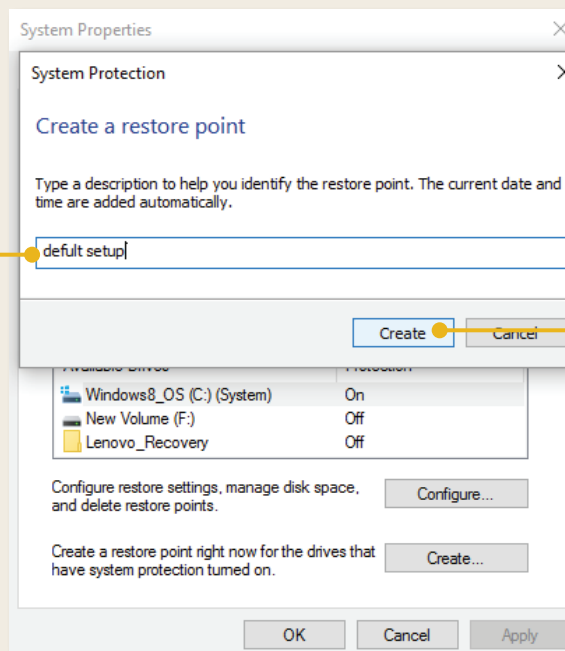 System Properties
System Protection
Create a restore point
Type a description to help you identify the restore point. The current date and
time are added automatically.
defult setup
Create Cancel
Available Drives Protection
Windows8_OS (C:) (System) On
New Volume (F:) Off
Lenovo_Recovery Off
Configure restore settings, manage disk space,
and delete restore points.
Configure...
Create a restore point right now for the drives that
have system protection turned on.
Create...
OK Cancel Apply